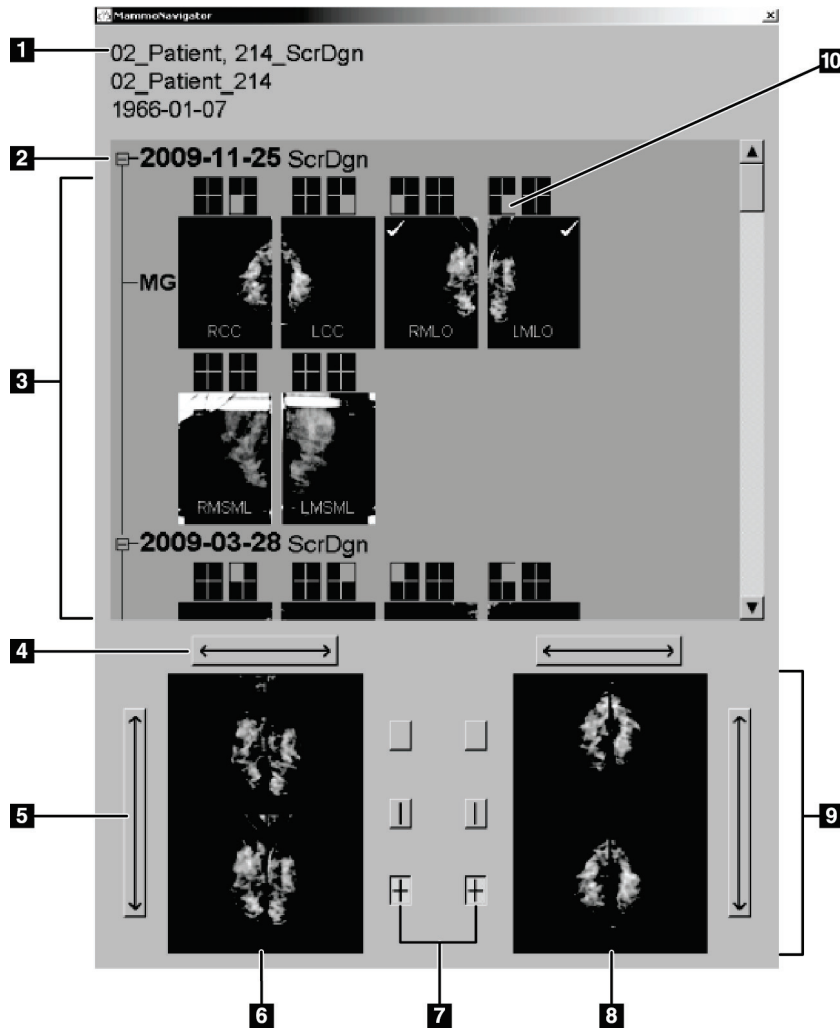 MammoNavigator
1 02_Patient, 214_ScrDgn
02_Patient_214
1966-01-07
10
2 2009-11-25 ScrDgn
MG
RCC LCC RMLO LMLO
3
RMSML LMSML
2009-03-28 ScrDgn
4
5
9
6 7 8